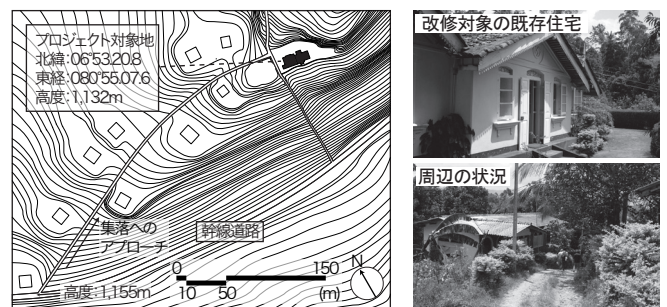 プロジェクト対象地
北緯:06°53.20.8
東経:080°55.07.6
高度:1,132m
集落への
アプローチ
幹線道路
高度:1,155m
0 150
10 50 (m)
N
改修対象の既存住宅
周辺の状況